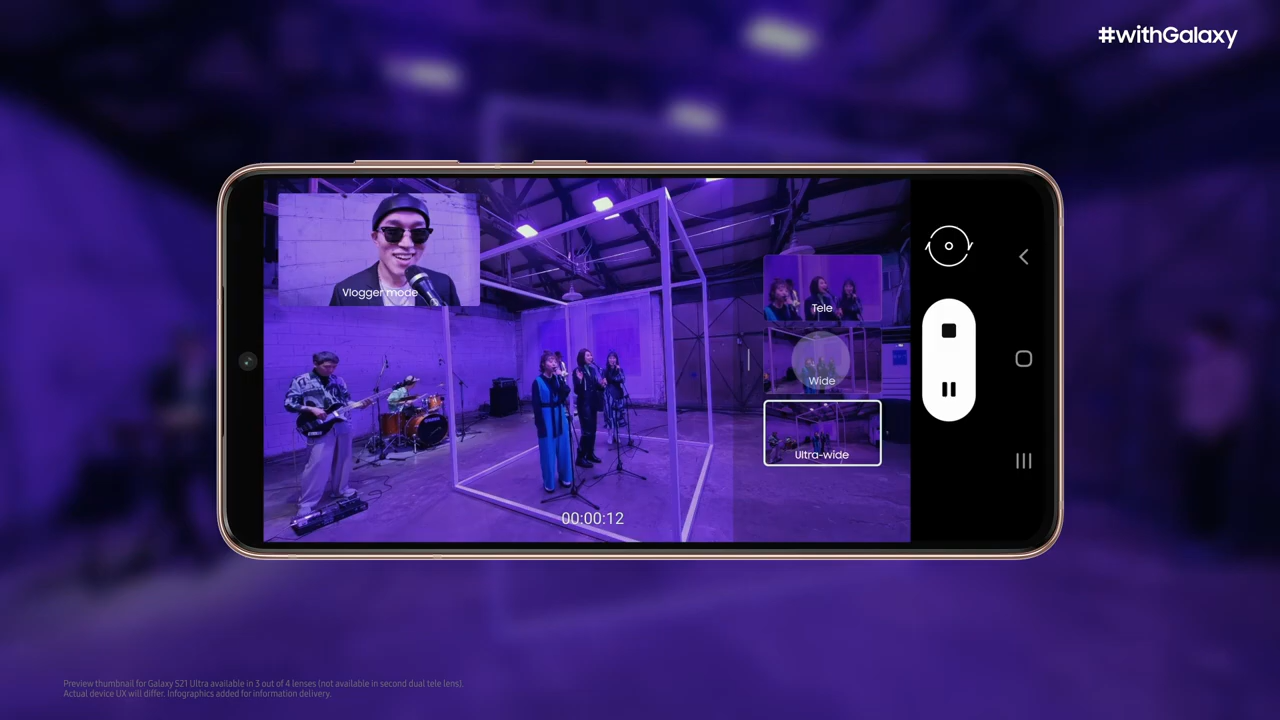 #withGalaxy
Vlogger mode
Tele
Wide
Ultra-wide
00:00:12
Preview thumbnail for Galaxy S21 Ultra available in 3 out of 4 lenses (not available in second dual tele lens).
Actual device UX will differ. Infographics added for information delivery.